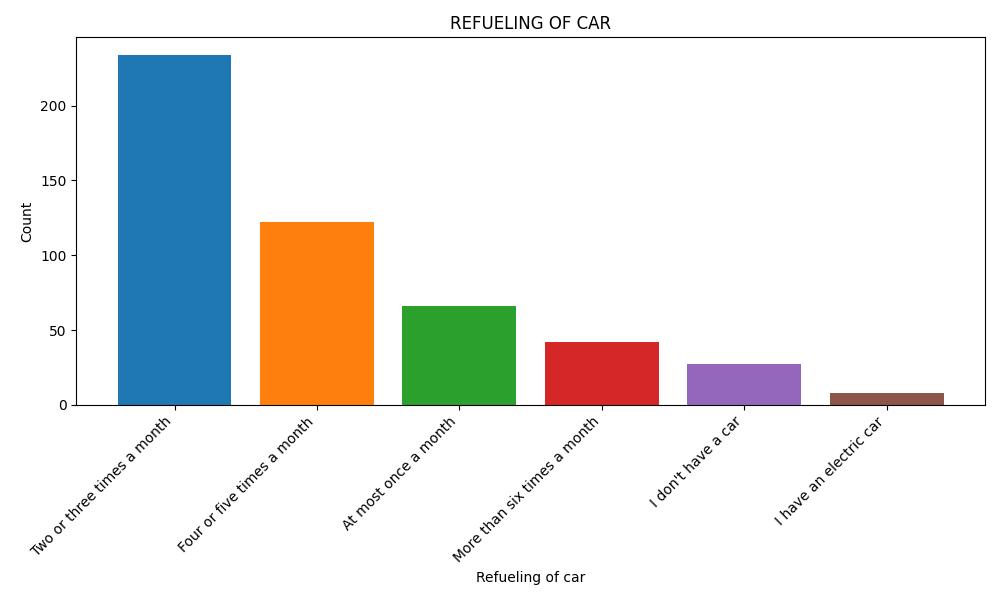 REFUELING OF CAR
Count
200
150
100
50
0
Two or three times a month
Four or five times a month
At most once a month
More than six times a month
I don't have a car
I have an electric car
Refueling of car